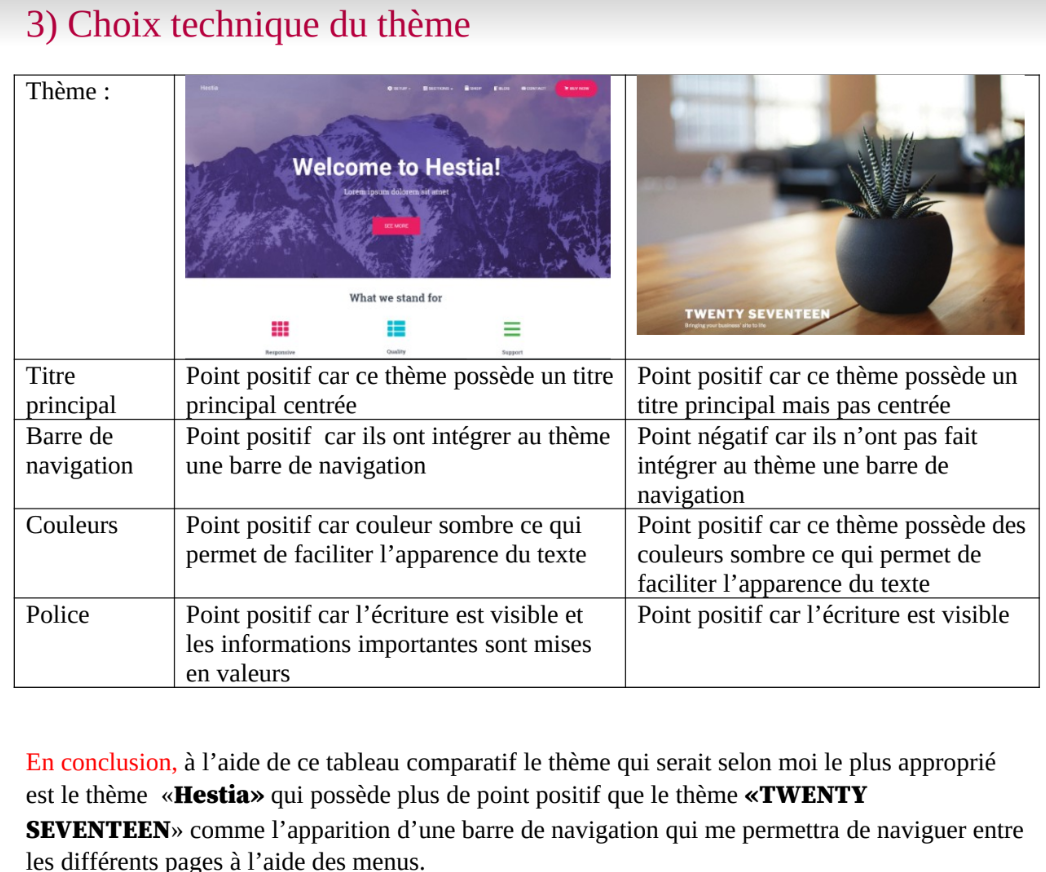 3) Choix technique du thème
Thème :
Hestia
Welcome to Hestia!
Lorem ipsum dolorem sit amet
SEE MORE
What we stand for
Responsive
Quality
Support
TWENTY SEVENTEEN
Bringing your business' site to life
Titre
principal
Point positif car ce thème possède un titre
principal centrée
Point positif car ce thème possède un
titre principal mais pas centrée
Barre de
navigation
Point positif  car ils ont intégrer au thème
une barre de navigation
Point négatif car ils n’ont pas fait
intégrer au thème une barre de
navigation
Couleurs
Point positif car couleur sombre ce qui
permet de faciliter l’apparence du texte
Point positif car ce thème possède des
couleurs sombre ce qui permet de
faciliter l’apparence du texte
Police
Point positif car l’écriture est visible et
les informations importantes sont mises
en valeurs
Point positif car l’écriture est visible
En conclusion, à l’aide de ce tableau comparatif le thème qui serait selon moi le plus approprié
est le thème  «Hestia» qui possède plus de point positif que le thème «TWENTY
SEVENTEEN» comme l’apparition d’une barre de navigation qui me permettra de naviguer entre
les différents pages à l’aide des menus.